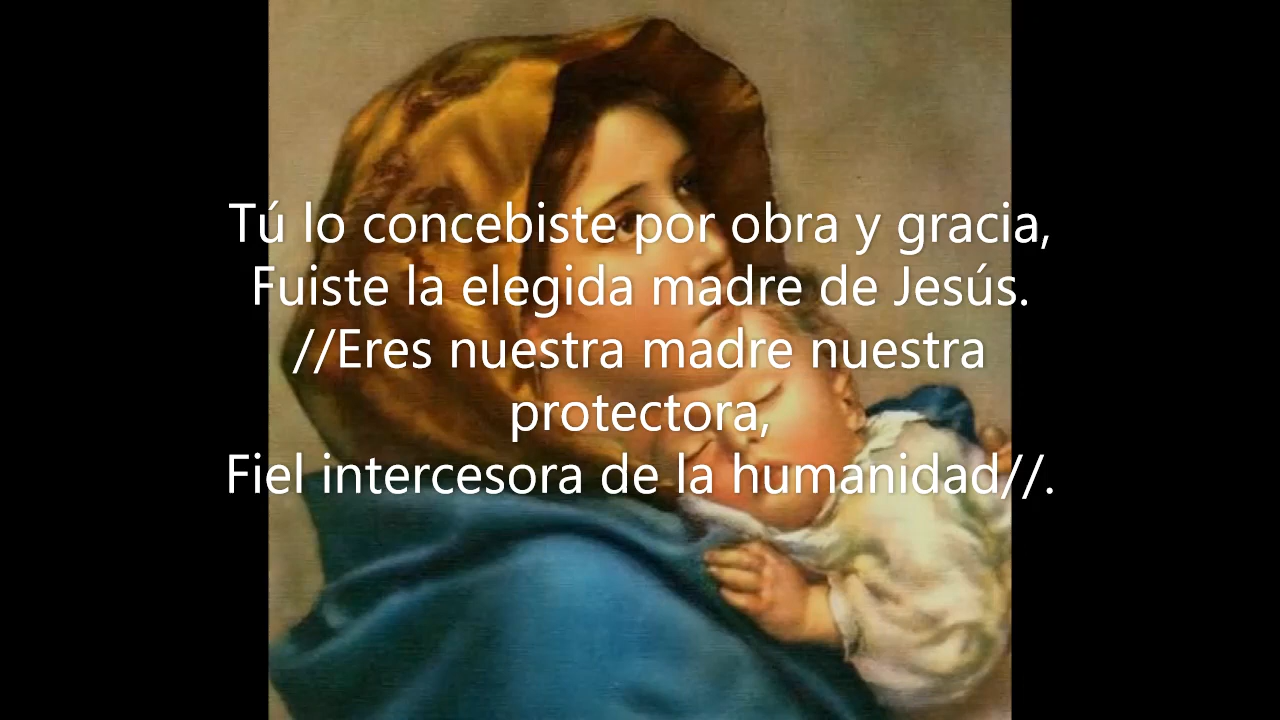 Tú lo concebiste por obra y gracia,
Fuiste la elegida madre de Jesús.
//Eres nuestra madre nuestra
protectora,
Fiel intercesora de la humanidad//.